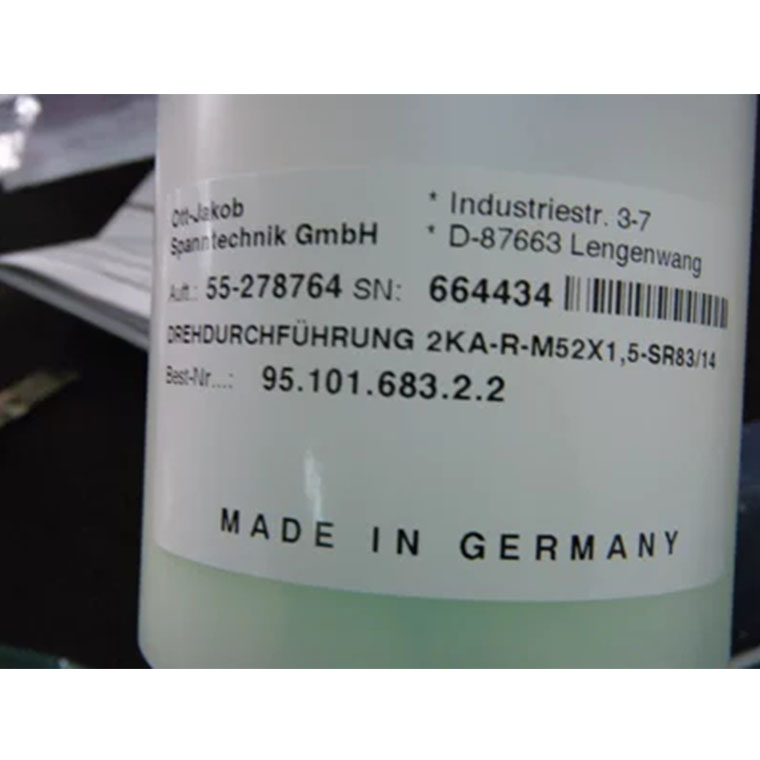 Ott-Jakob * Industriestr. 3-7
Spanntechnik GmbH * D-87663 Lengenwang
Auft.: 55-278764 SN: 664434
DREHDURCHFÜHRUNG 2KA-R-M52X1,5-SR83/14
Best-Nr...: 95.101.683.2.2
MADE IN GERMANY